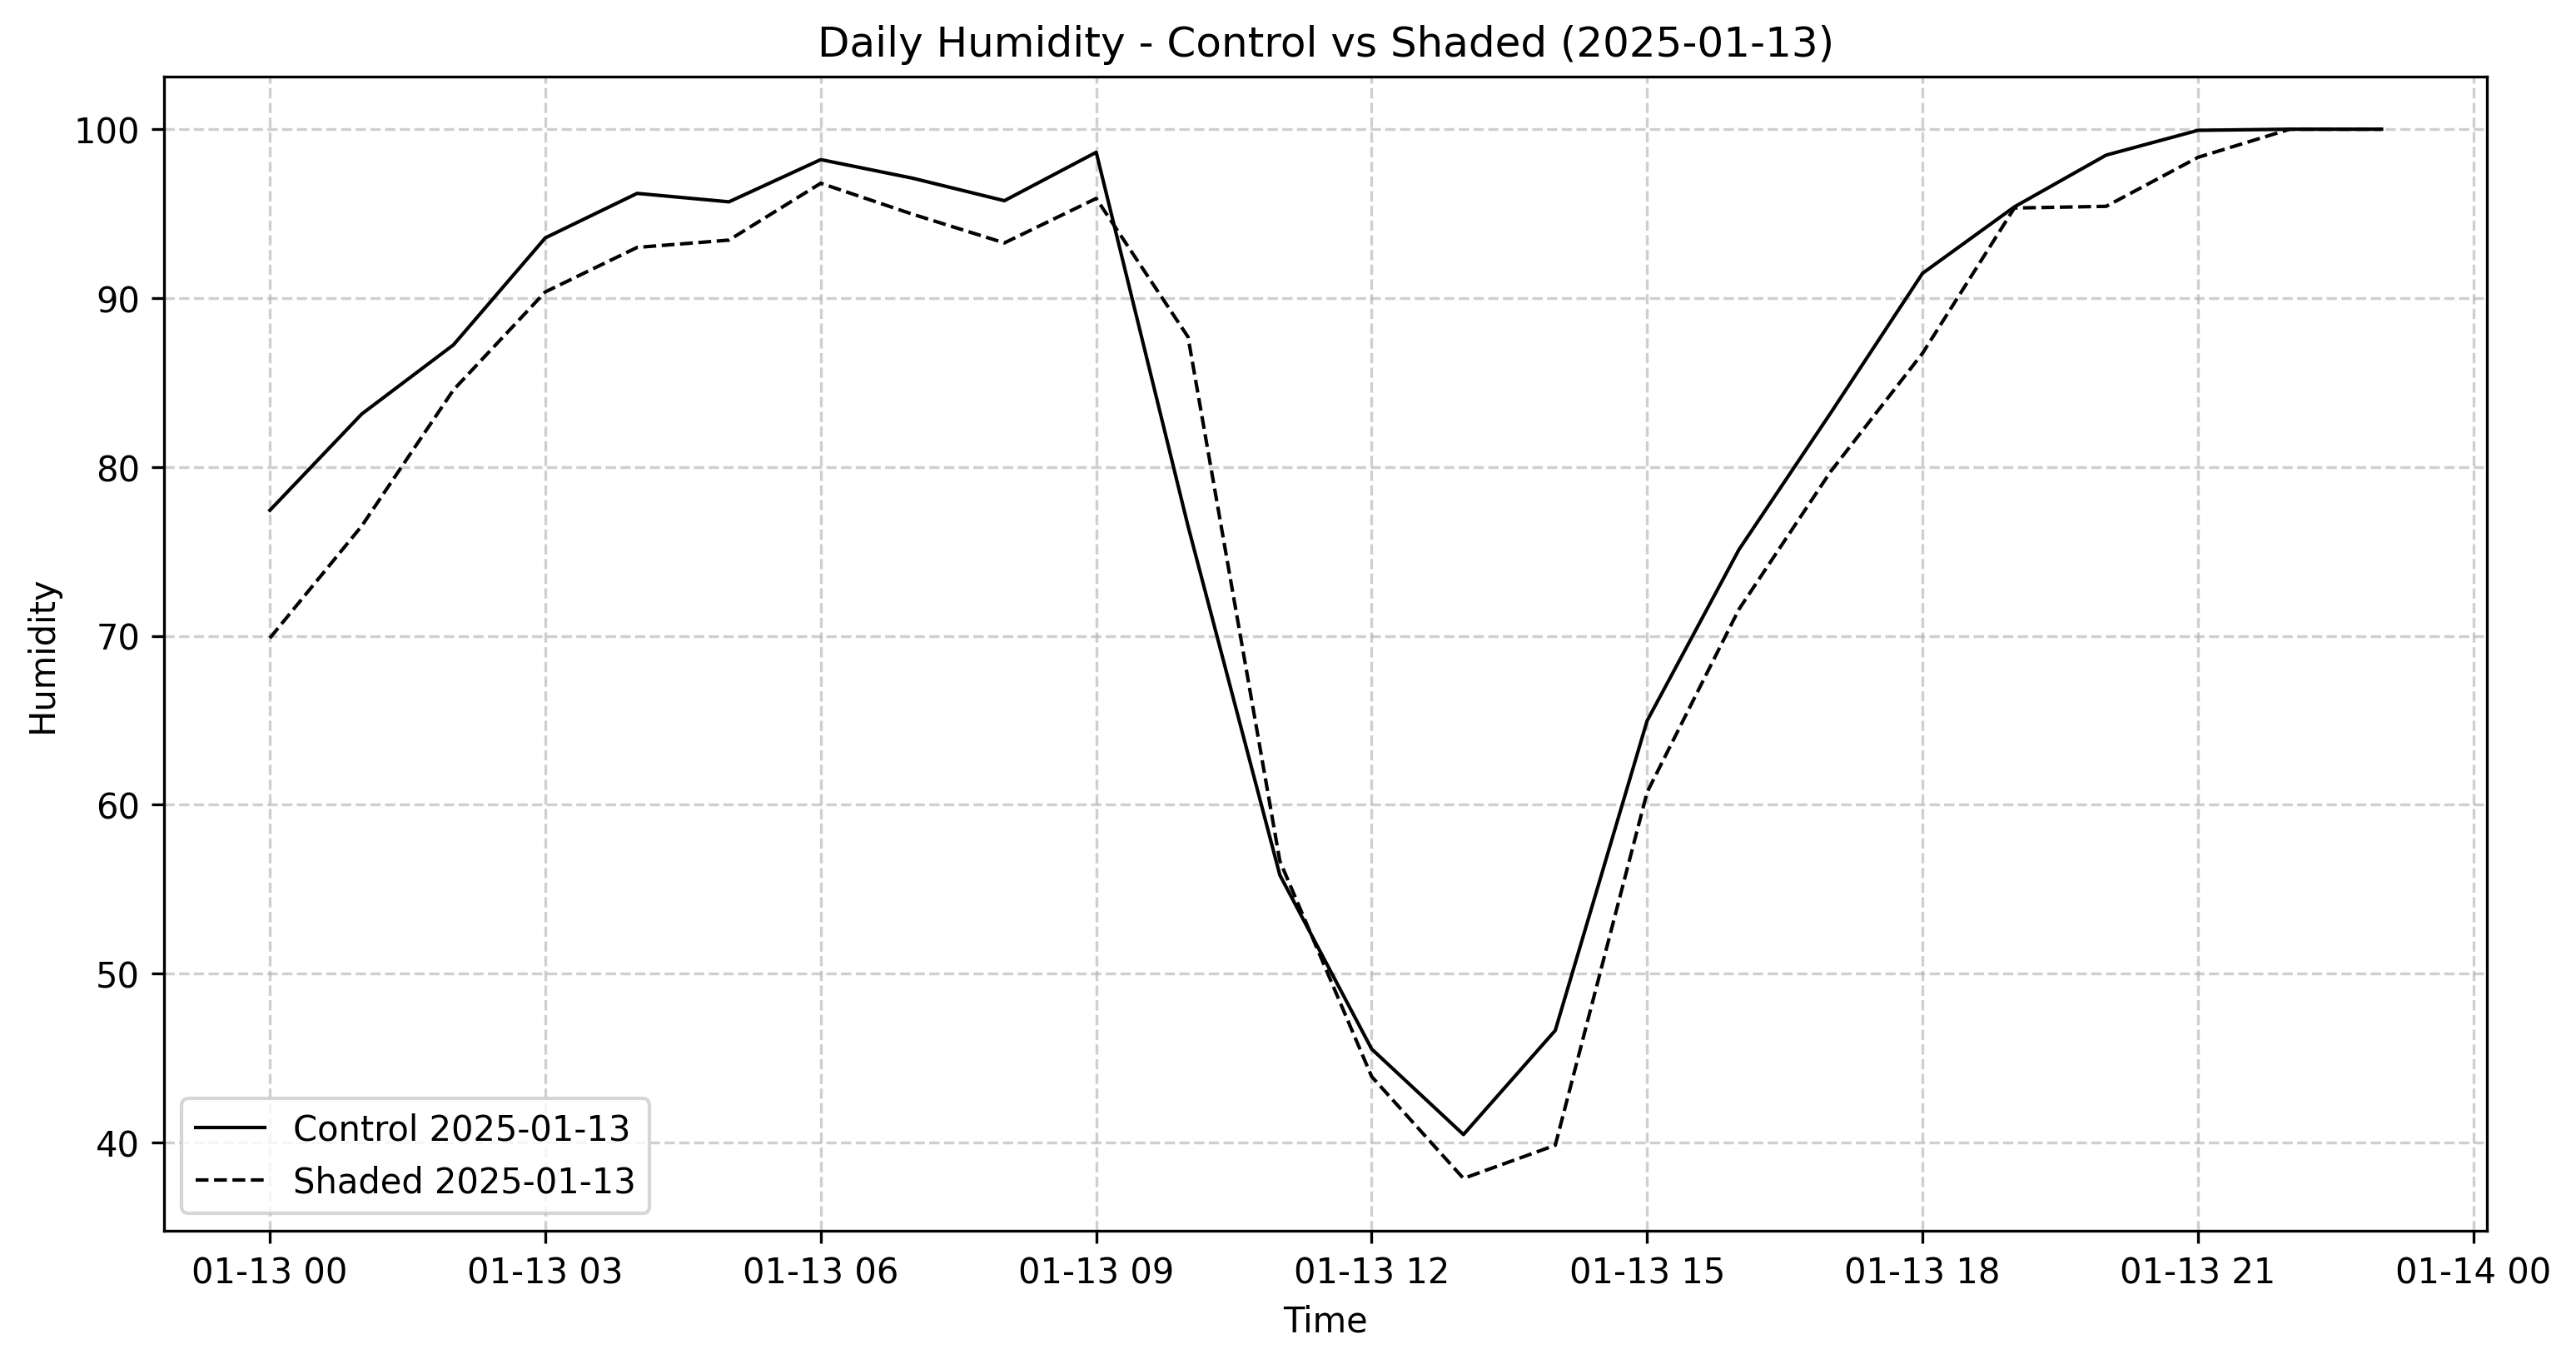 Daily Humidity - Control vs Shaded (2025-01-13)
100
90
80
70
60
50
40
Humidity
Control 2025-01-13
Shaded 2025-01-13
01-13 00 01-13 03 01-13 06 01-13 09 01-13 12 01-13 15 01-13 18 01-13 21 01-14 00
Time